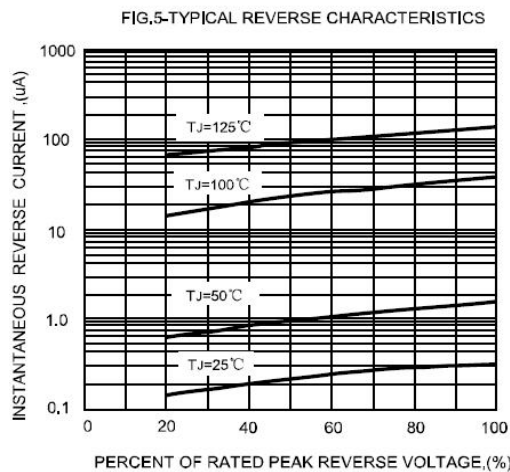 FIG.5-TYPICAL REVERSE CHARACTERISTICS
INSTANTANEOUS REVERSE CURRENT ,(uA)
1000
100
10
1.0
0.1
TJ=125℃
TJ=100℃
TJ=50℃
TJ=25℃
0 20 40 60 80 100
PERCENT OF RATED PEAK REVERSE VOLTAGE,(%)